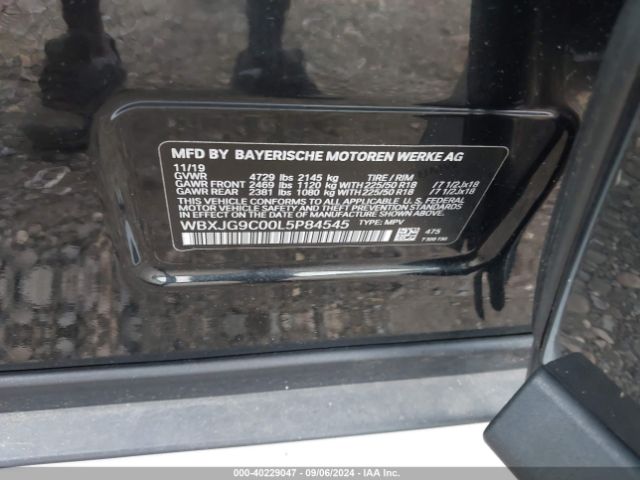 MFD BY BAYERISCHE MOTOREN WERKE AG
11/19
GVWR 4729 lbs 2145 kg TIRE / RIM
GAWR FRONT 2469 lbs 1120 kg WITH 225/50 R18 /7 1/2Jx18
GAWR REAR 2381 lbs 1080 kg WITH 225/50 R18 /7 1/2Jx18
THIS VEHICLE CONFORMS TO ALL APPLICABLE U. S. FEDERAL
MOTOR VEHICLE SAFETY, BUMPER, AND THEFT PREVENTION
STANDARDS IN EFFECT ON THE DATE OF MANUFACTURE SHOWN ABOVE.
WBXJG9C00L5P84545 TYPE: MPV
475
000-40229047 - 09/06/2024 - IAA Inc.